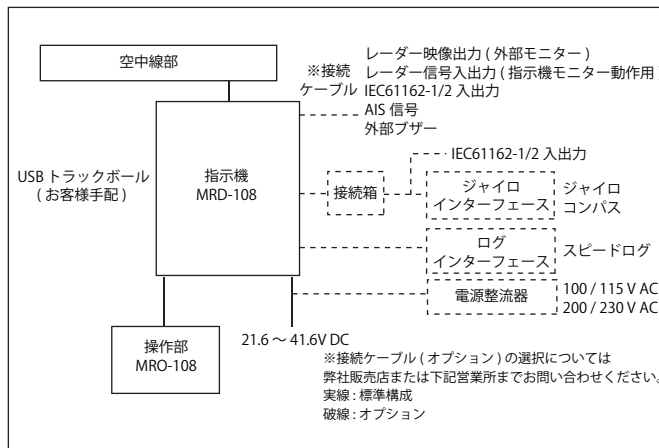 空中線部
※接続
ケーブル
レーダー映像出力 ( 外部モニター )
レーダー信号入出力 ( 指示機モニター動作用 )
IEC61162-1/2 入出力
AIS 信号
外部ブザー
USB トラックボール
( お客様手配 )
指示機
MRD-108
接続箱
IEC61162-1/2 入出力
ジャイロ
インターフェース
ジャイロ
コンパス
ログ
インターフェース
スピードログ
電源整流器
100 / 115 V AC
200 / 230 V AC
操作部
MRO-108
21.6 ～ 41.6V DC
※接続ケーブル ( オプション ) の選択については
弊社販売店または下記営業所までお問い合わせください。
実線 : 標準構成
破線 : オプション